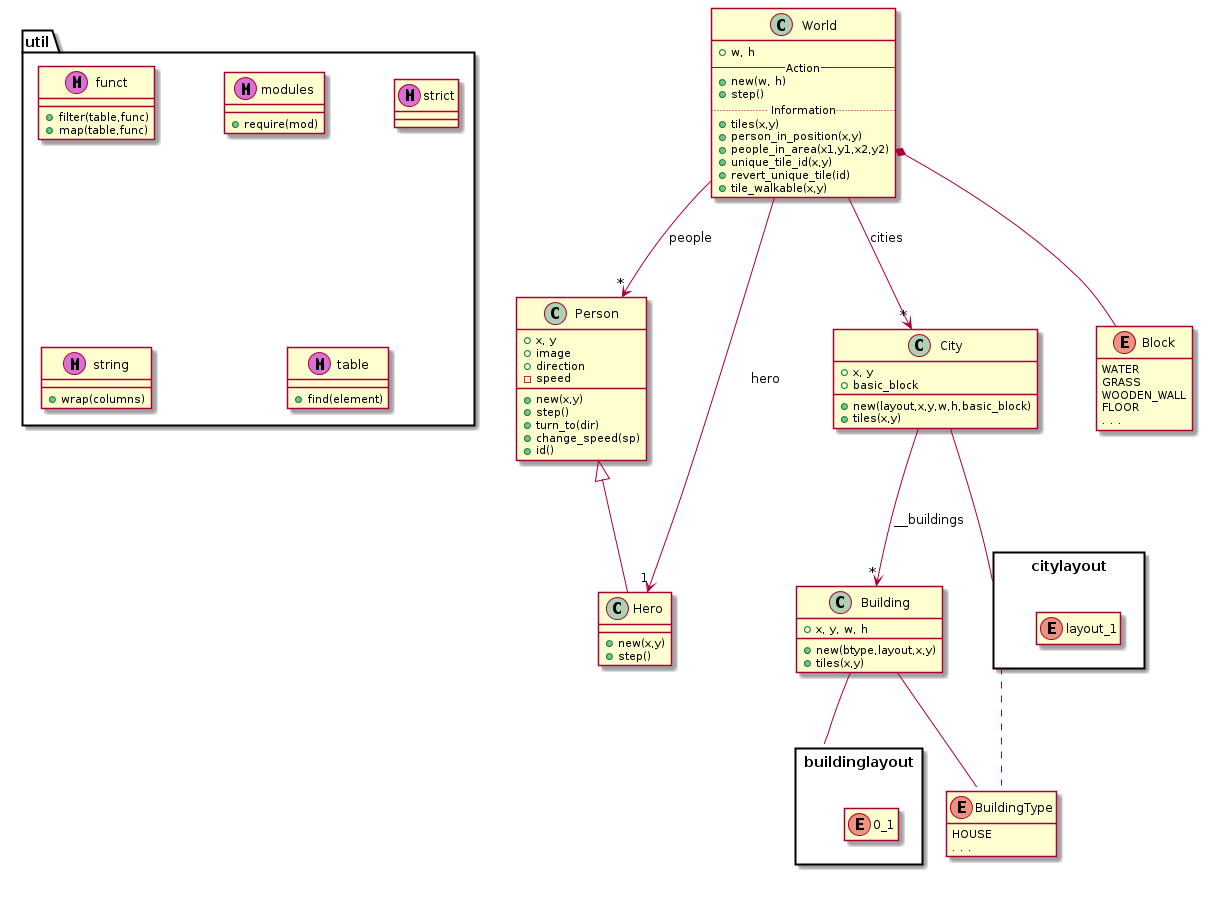 util
H funct
filter(table,func)
map(table,func)
H modules
require(mod)
H strict
H string
wrap(columns)
H table
find(element)
C World
w, h
Action
new(w, h)
step()
Information
tiles(x,y)
person_in_position(x,y)
people_in_area(x1,y1,x2,y2)
unique_tile_id(x,y)
revert_unique_tile(id)
tile_walkable(x,y)
people
*
hero
1
cities
*
C Person
x, y
image
direction
speed
new(x,y)
step()
turn_to(dir)
change_speed(sp)
id()
C City
x, y
basic_block
new(layout,x,y,w,h,basic_block)
tiles(x,y)
E Block
WATER
GRASS
WOODEN_WALL
FLOOR
. . .
__buildings
*
C Hero
new(x,y)
step()
C Building
x, y, w, h
new(btype,layout,x,y)
tiles(x,y)
citylayout
E layout_1
buildinglayout
E 0_1
E BuildingType
HOUSE
. . .